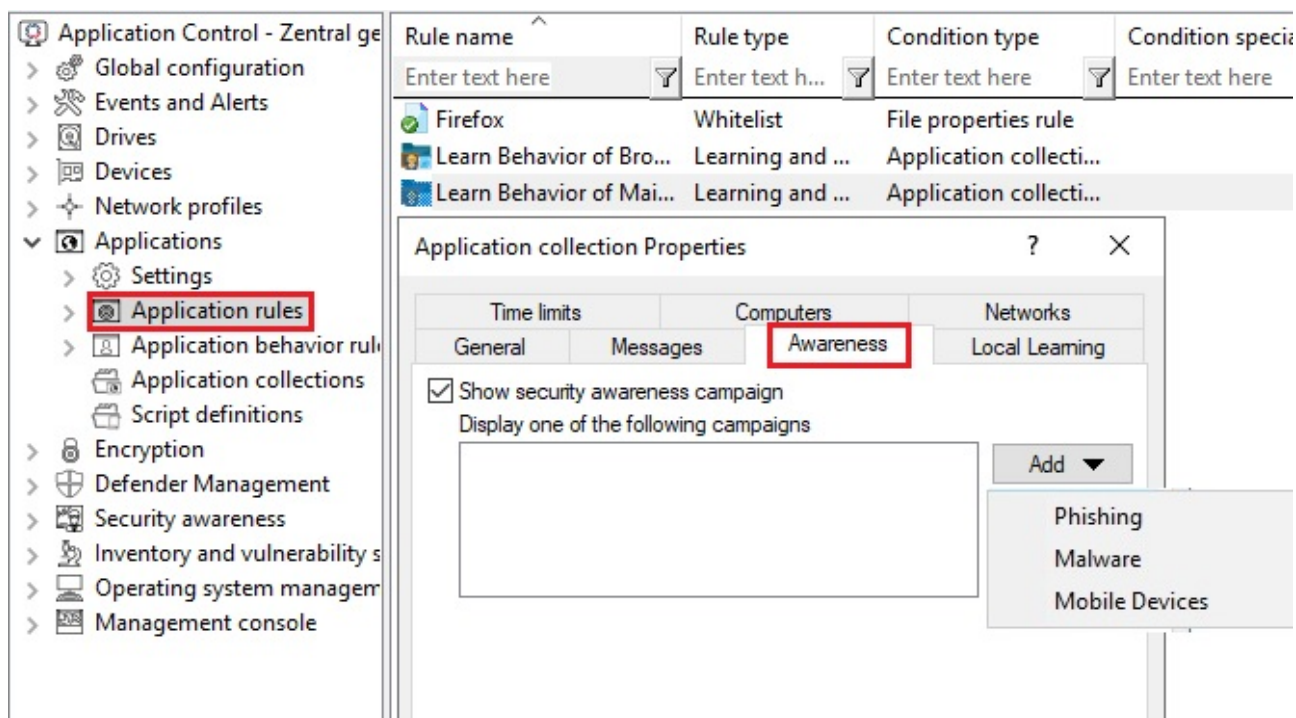 Application Control - Zentral ge
Global configuration
Events and Alerts
Drives
Devices
Network profiles
Applications
Settings
Application rules
Application behavior rul
Application collections
Script definitions
Encryption
Defender Management
Security awareness
Inventory and vulnerability s
Operating system managem
Management console
Rule name Rule type Condition type Condition specia
Enter text here Enter text h... Enter text here Enter text here
Firefox Whitelist File properties rule
Learn Behavior of Bro... Learning and ... Application collecti...
Learn Behavior of Mai... Learning and ... Application collecti...
Application collection Properties ?
Time limits Computers Networks
General Messages Awareness Local Learning
Show security awareness campaign
Display one of the following campaigns
Add
Phishing
Malware
Mobile Devices